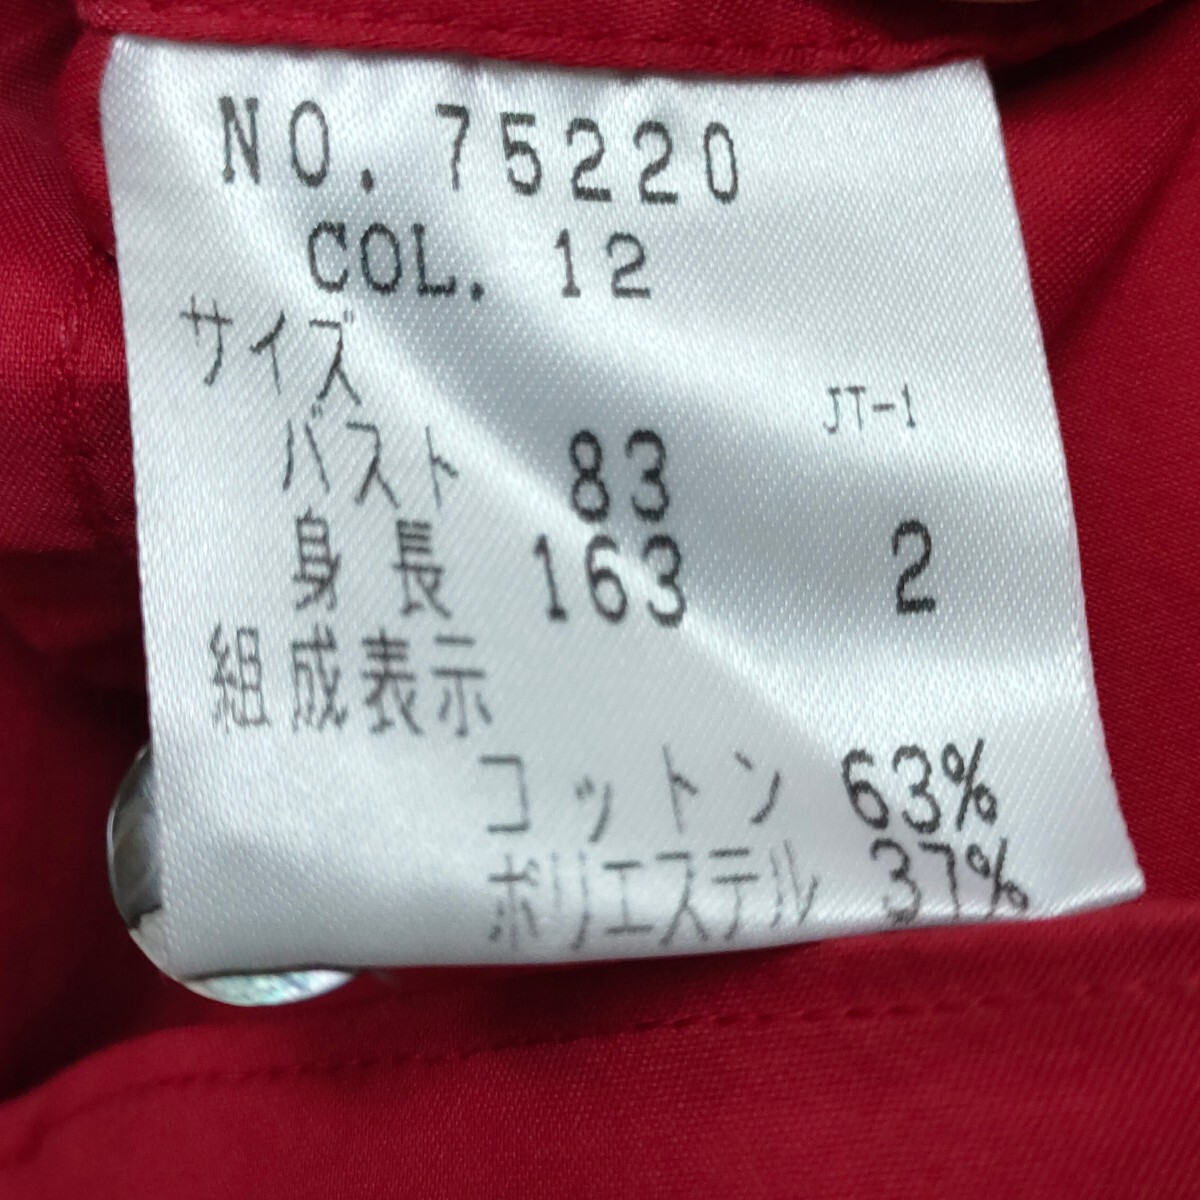 NO. 75220
COL. 12
サイズ
JT-1
バスト 83
身長 163 2
組成表示
コットン 63%
ポリエステル 37%